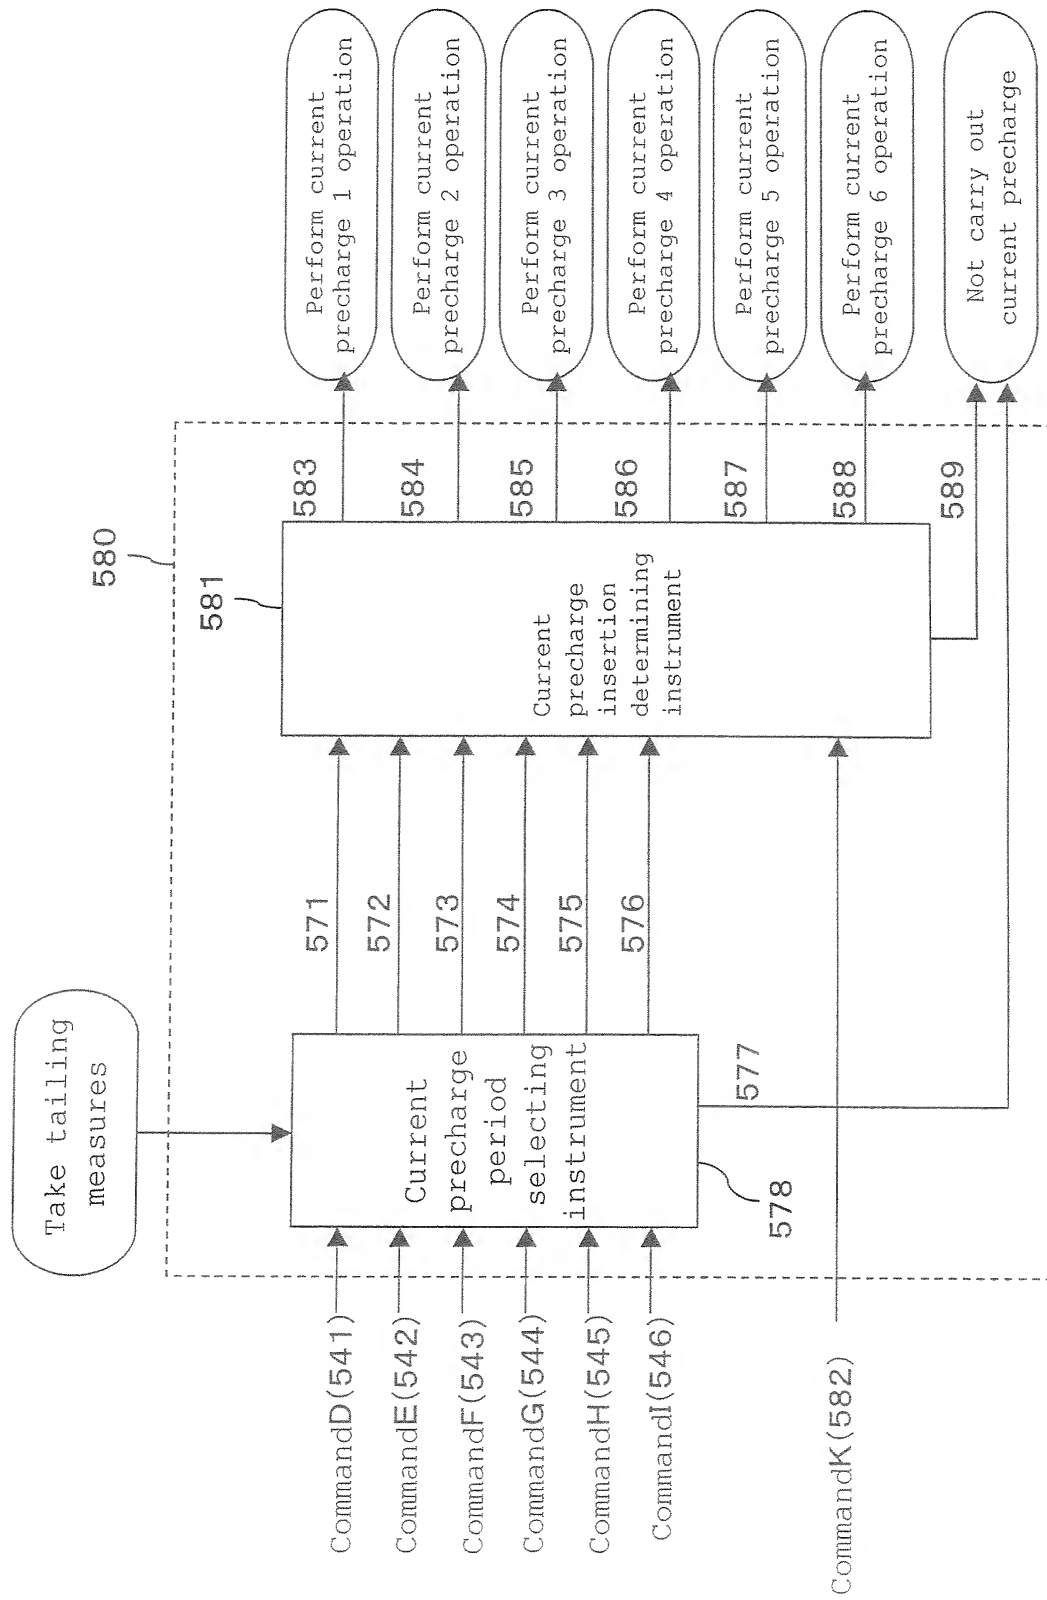 Take tailing
measures
580
CommandD(541)
CommandE(542)
CommandF(543)
CommandG(544)
CommandH(545)
CommandI(546)
CommandK(582)
Current
precharge
period
selecting
instrument
578
571
572
573
574
575
576
577
581
Current
precharge
insertion
determining
instrument
583
584
585
586
587
588
589
Perform current
precharge 1 operation
Perform current
precharge 2 operation
Perform current
precharge 3 operation
Perform current
precharge 4 operation
Perform current
precharge 5 operation
Perform current
precharge 6 operation
Not carry out
current precharge